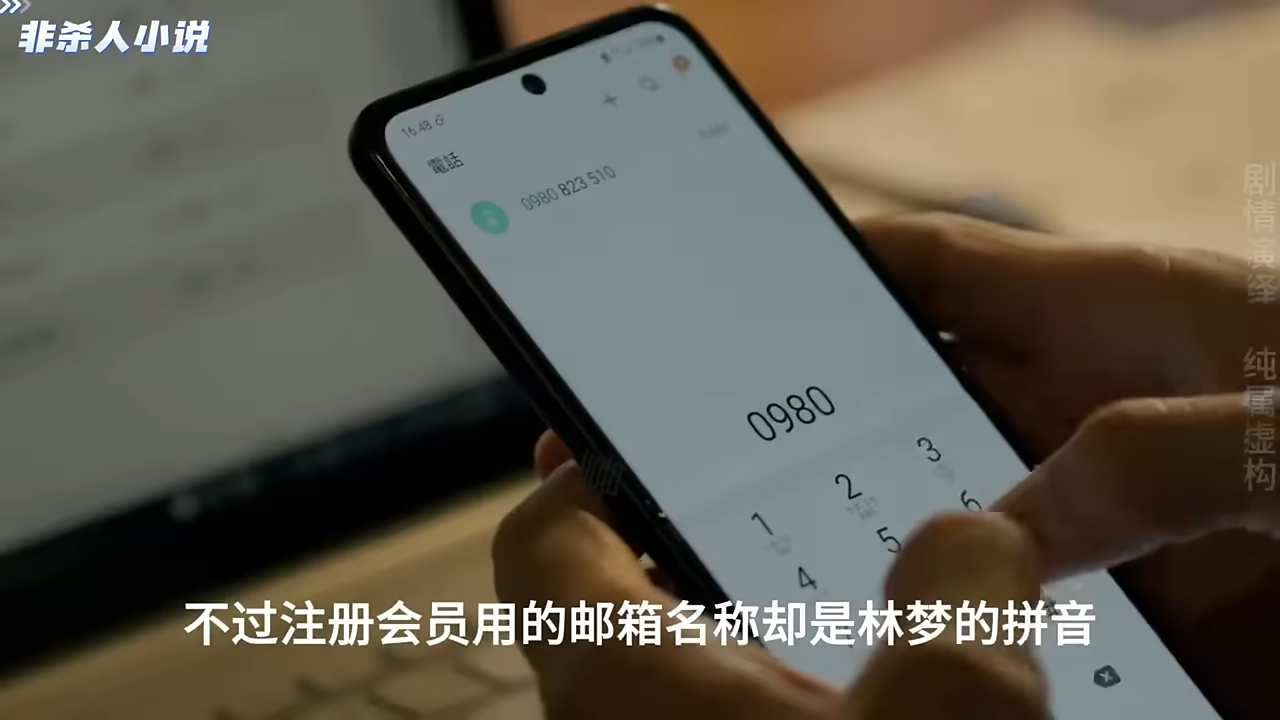 非杀人小说
16:48
電話
0980 823 510
0980
1
2
3
4
5
6
剧情演绎 纯属虚构
不过注册会员用的邮箱名称却是林梦的拼音